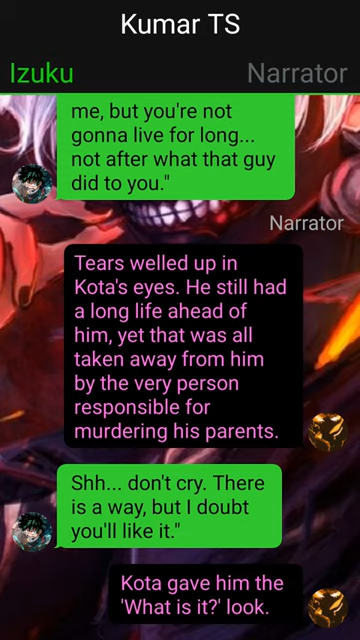 Kumar TS
Izuku Narrator
me, but you're not
gonna live for long...
not after what that guy
did to you."
Narrator
Tears welled up in
Kota's eyes. He still had
a long life ahead of
him, yet that was all
taken away from him
by the very person
responsible for
murdering his parents.
Shh... don't cry. There
is a way, but I doubt
you'll like it."
Kota gave him the
'What is it?' look.